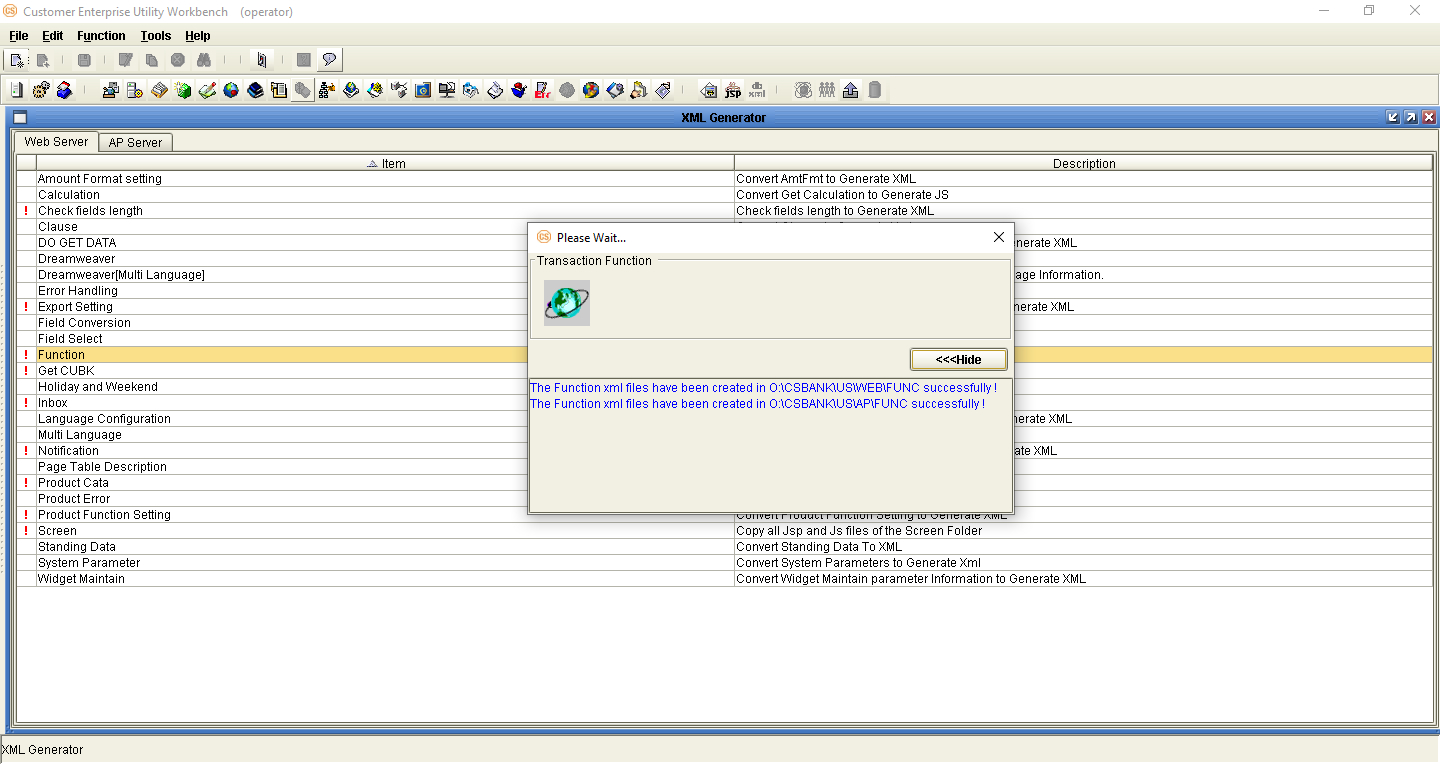 CS Customer Enterprise Utility Workbench (operator)
File Edit Function Tools Help
JSP xml
XML Generator
Web Server AP Server
Item Description
Amount Format setting Convert AmtFmt to Generate XML
Calculation Convert Get Calculation to Generate JS
! Check fields length Check fields length to Generate XML
Clause
DO GET DATA enerate XML
Dreamweaver
Dreamweaver[Multi Language] age Information.
Error Handling
! Export Setting nerate XML
Field Conversion
Field Select
! Function
! Get CUBK
Holiday and Weekend
! Inbox
Language Configuration nerate XML
Multi Language
! Notification ate XML
Page Table Description
! Product Cata
Product Error
! Product Function Setting Convert Product Function Setting to Generate XML
! Screen Copy all Jsp and Js files of the Screen Folder
Standing Data Convert Standing Data To XML
System Parameter Convert System Parameters to Generate Xml
Widget Maintain Convert Widget Maintain parameter Information to Generate XML
CS Please Wait...
Transaction Function
<<<Hide
The Function xml files have been created in O:\CSBANK\US\WEB\FUNC successfully !
The Function xml files have been created in O:\CSBANK\US\AP\FUNC successfully !
XML Generator